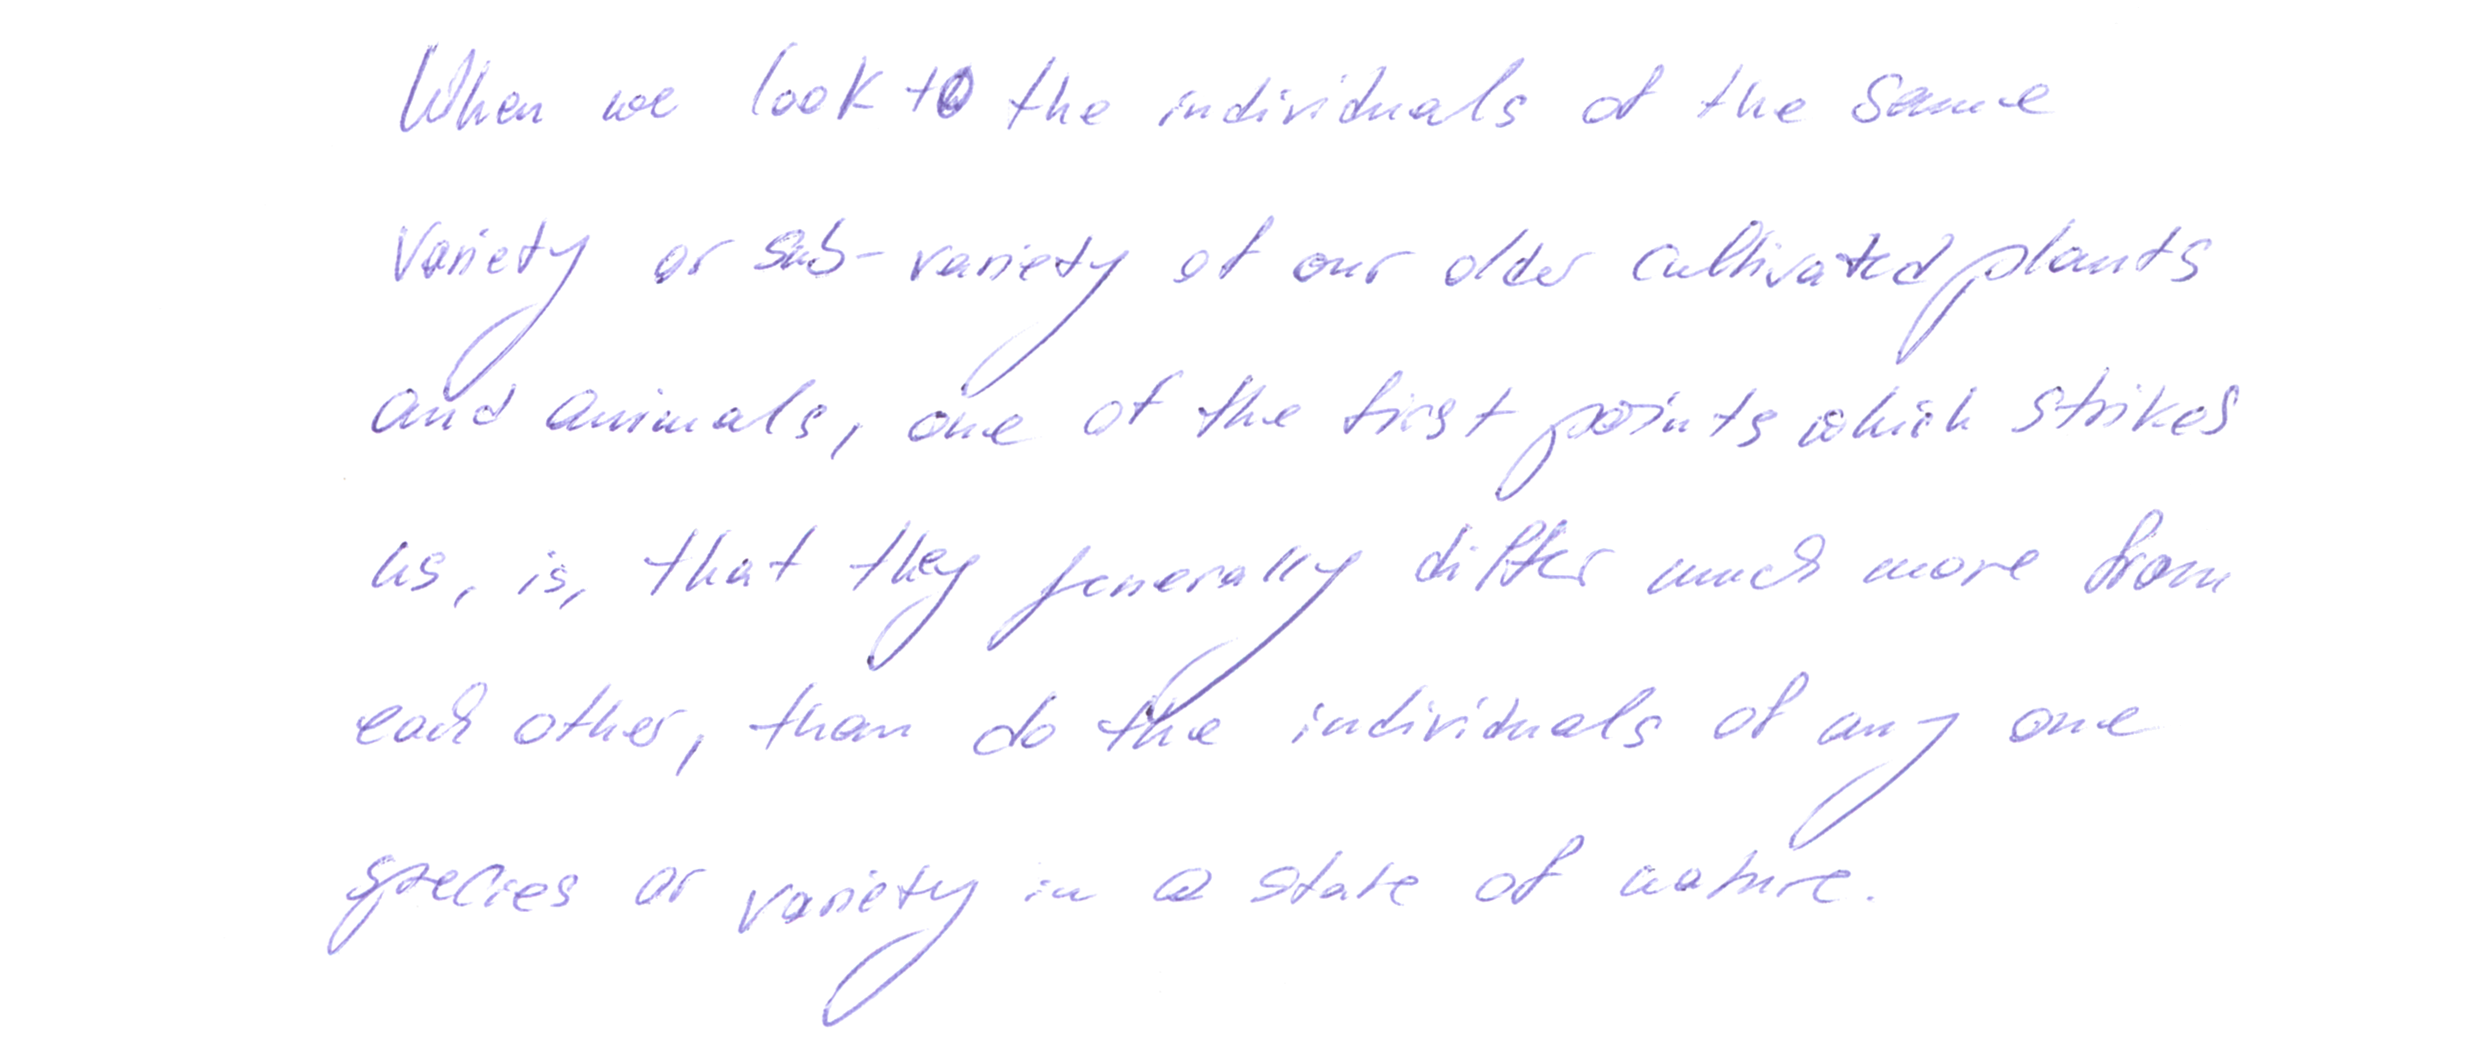 When we look to the individuals of the same
variety or sub-variety of our older cultivated plants
and animals, one of the first points which strikes
us, is, that they generally differ much more from
each other, than do the individuals of any one
species or variety in a state of nature.